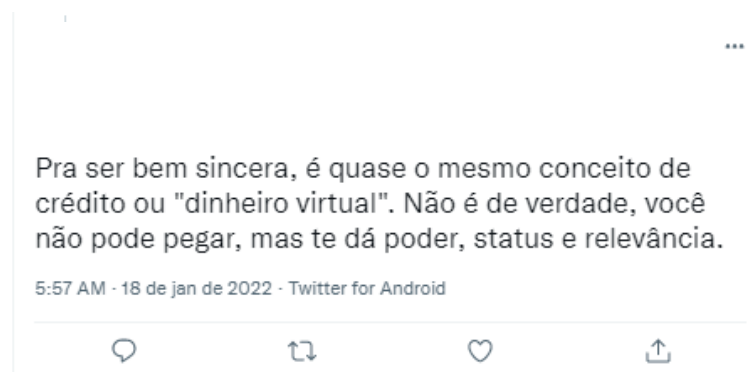 Pra ser bem sincera, é quase o mesmo conceito de
crédito ou "dinheiro virtual". Não é de verdade, você
não pode pegar, mas te dá poder, status e relevância.
5:57 AM · 18 de jan de 2022 · Twitter for Android